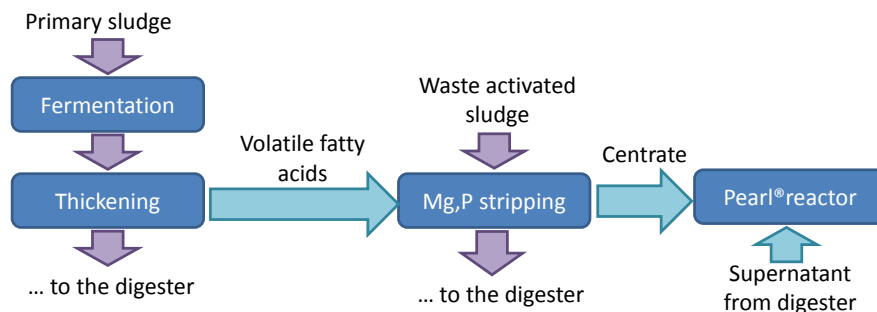 Primary sludge
Fermentation
Waste activated
sludge
Volatile fatty
acids
Centrate
Thickening
Mg,P stripping
Pearl®reactor
... to the digester
... to the digester
Supernatant
from digester